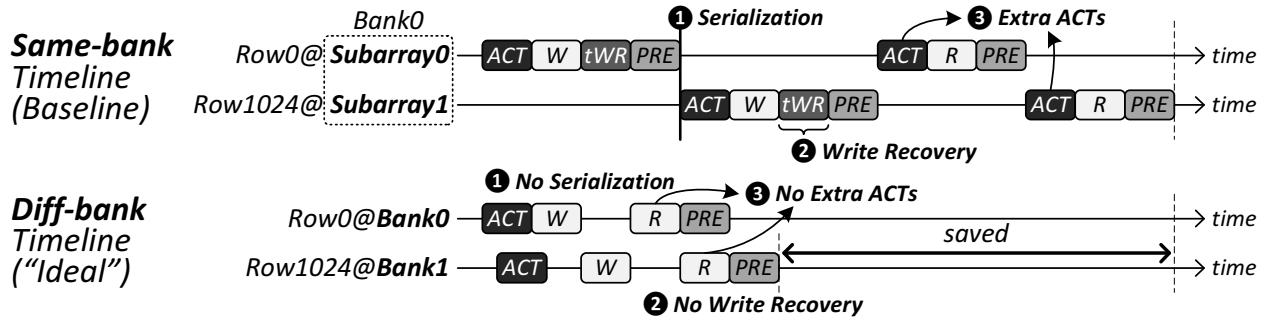 Bank0
❶ Serialization
❸ Extra ACTs
Same-bank
Timeline
(Baseline)
Row0@ Subarray0
ACT W tWR PRE
ACT R PRE
time
Row1024@ Subarray1
ACT W tWR PRE
ACT R PRE
time
❷ Write Recovery
❶ No Serialization
❸ No Extra ACTs
Diff-bank
Timeline
("Ideal")
Row0@Bank0
ACT W R PRE
time
saved
Row1024@Bank1
ACT W R PRE
time
❷ No Write Recovery